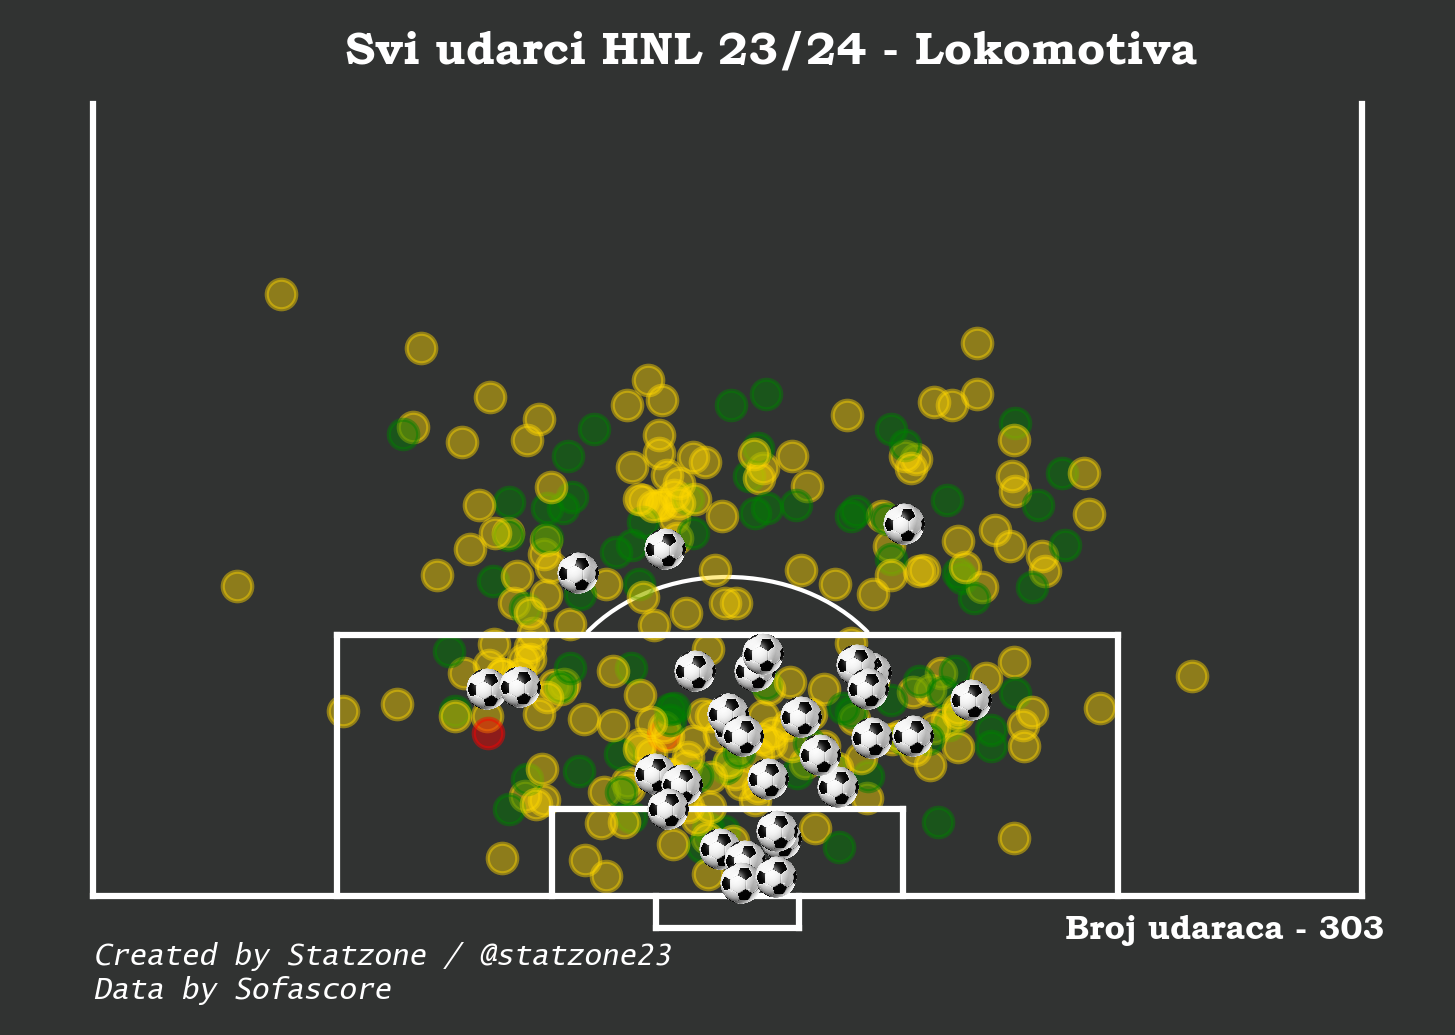 Svi udarci HNL 23/24 - Lokomotiva
Broj udaraca - 303
Created by Statzone / @statzone23
Data by Sofascore